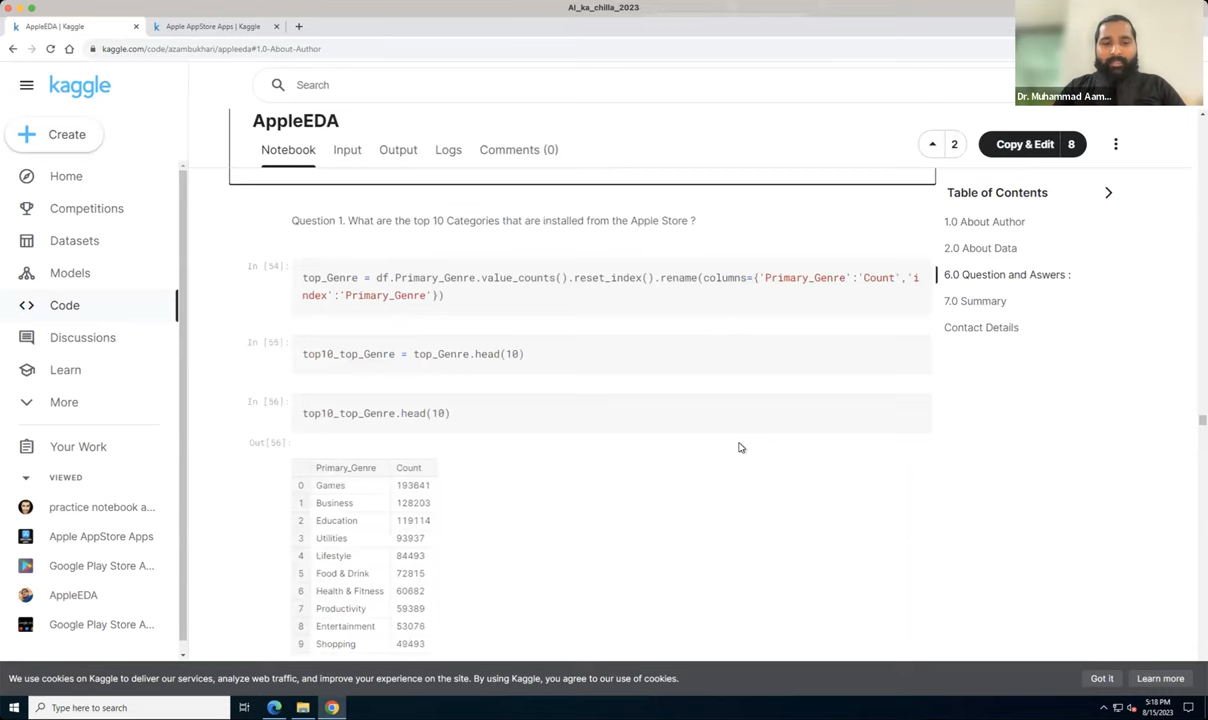 AI_ka_chilla_2023
AppleEDA | Kaggle
Apple AppStore Apps | Kaggle
kaggle.com/code/azambukhari/appleeda#1.0-About-Author
Dr. Muhammad Aam...
kaggle
Search
Create
Home
Competitions
Datasets
Models
Code
Discussions
Learn
More
Your Work
VIEWED
practice notebook a...
Apple AppStore Apps
Google Play Store A...
AppleEDA
Google Play Store A...
AppleEDA
Notebook Input Output Logs Comments (0)
2
Copy & Edit 8
Question 1. What are the top 10 Categories that are installed from the Apple Store ?
In [54]:
top_Genre = df.Primary_Genre.value_counts().reset_index().rename(columns={'Primary_Genre':'Count','i
ndex':'Primary_Genre'})
In [55]:
top10_top_Genre = top_Genre.head(10)
In [56]:
top10_top_Genre.head(10)
Out[56]:
Primary_Genre Count
0 Games 193641
1 Business 128203
2 Education 119114
3 Utilities 93937
4 Lifestyle 84493
5 Food & Drink 72815
6 Health & Fitness 60682
7 Productivity 59389
8 Entertainment 53076
9 Shopping 49493
Table of Contents
1.0 About Author
2.0 About Data
6.0 Question and Aswers :
7.0 Summary
Contact Details
We use cookies on Kaggle to deliver our services, analyze web traffic, and improve your experience on the site. By using Kaggle, you agree to our use of cookies.
Got it
Learn more
Type here to search
5:18 PM
8/15/2023